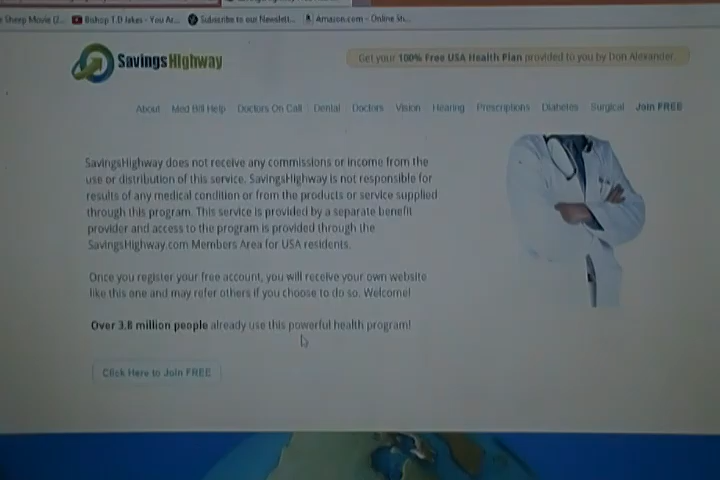 Sheep Movie (2...
Bishop T.D Jakes - You Ar...
Subscribe to our Newslett...
Amazon.com - Online Sh...
SavingsHighway
Get your 100% Free USA Health Plan provided to you by Don Alexander.
About Med Bill Help Doctors On Call Dental Doctors Vision Hearing Prescriptions Diabetes Surgical Join FREE
SavingsHighway does not receive any commissions or income from the
use or distribution of this service. SavingsHighway is not responsible for
results of any medical condition or from the products or service supplied
through this program. This service is provided by a separate benefit
provider and access to the program is provided through the
SavingsHighway.com Members Area for USA residents.
Once you register your free account, you will receive your own website
like this one and may refer others if you choose to do so. Welcome!
Over 3.8 million people already use this powerful health program!
Click Here to Join FREE